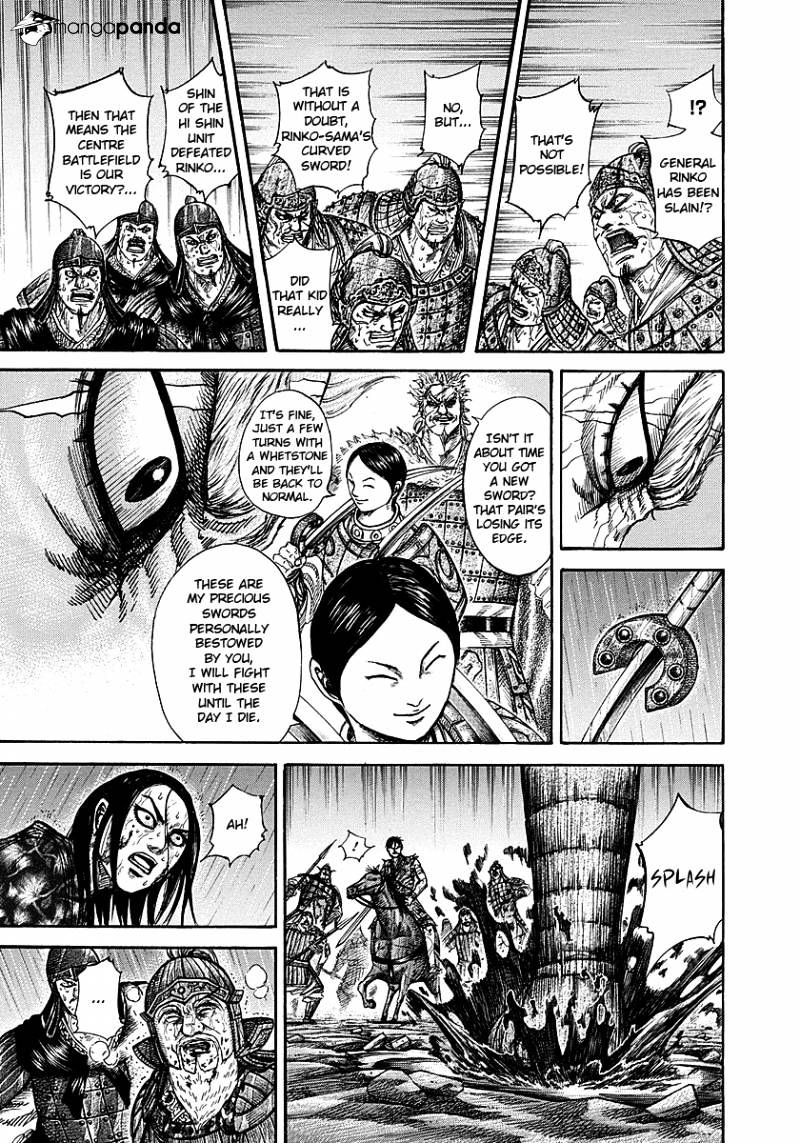 mangapanda
!?
GENERAL
RINKO
HAS BEEN
SLAIN!?
THAT'S
NOT
POSSIBLE!
NO,
BUT...
THAT IS
WITHOUT
A
DOUBT,
RINKO-SAMA'S
CURVED
SWORD!
DID
THAT KID
REALLY
...
SHIN
OF THE
HI SHIN
UNIT
DEFEATED
RINKO...
THEN THAT
MEANS THE
CENTRE
BATTLEFIELD
IS OUR
VICTORY?...
ISN'T IT
ABOUT TIME
YOU GOT
A NEW
SWORD?
THAT PAIR'S
LOSING ITS
EDGE.
IT'S FINE,
JUST A FEW
TURNS WITH
A
WHETSTONE
AND THEY'LL
BE BACK TO
NORMAL.
THESE ARE
MY PRECIOUS
SWORDS
PERSONALLY
BESTOWED
BY YOU,
I WILL FIGHT
WITH THESE
UNTIL THE
DAY I DIE.
SPLASH
!
AH!
...